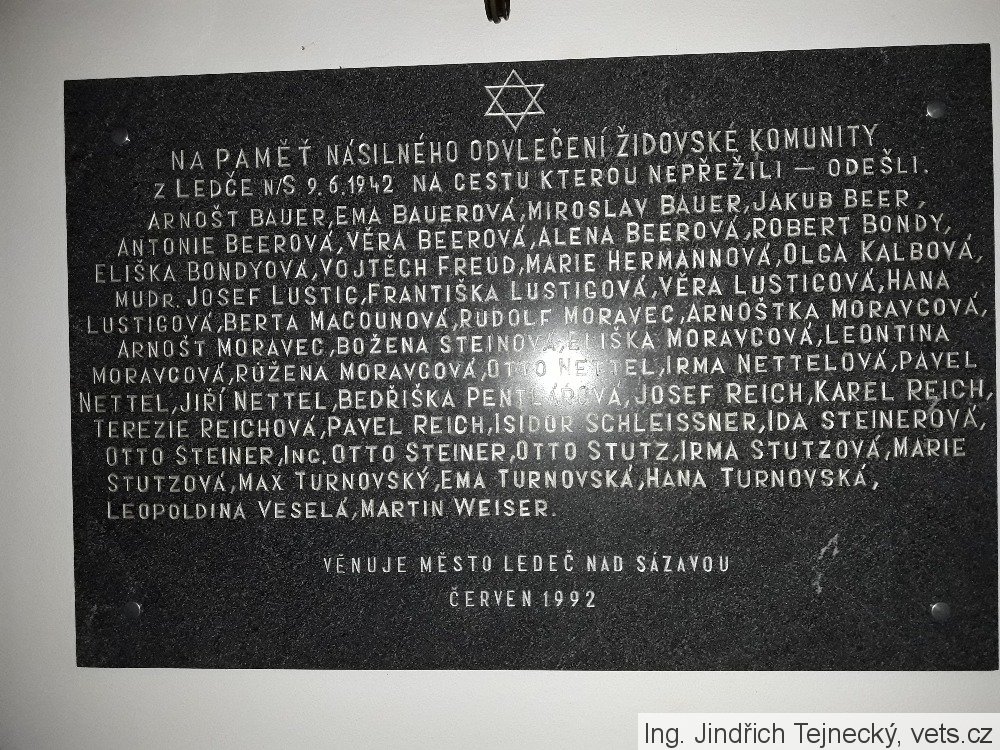 NA PAMĚŤ NÁSILNÉHO ODVLEČENÍ ŽIDOVSKÉ KOMUNITY
Z LEDČE N/S 9.6.1942 NA CESTU KTEROU NEPŘEŽILI — ODEŠLI.
ARNOŠT BAUER, EMA BAUEROVÁ, MIROSLAV BAUER, JAKUB BEER,
ANTONIE BEEROVÁ, VĚRA BEEROVÁ, ALENA BEEROVÁ, ROBERT BONDY,
ELIŠKA BONDYOVÁ, VOJTĚCH FREUD, MARIE HERMANNOVÁ, OLGA KALBOVÁ,
MUDR. JOSEF LUSTIG, FRANTIŠKA LUSTIGOVÁ, VĚRA LUSTIGOVÁ, HANA
LUSTIGOVÁ, BERTA MACOUNOVÁ, RUDOLF MORAVEC, ARNOŠTKA MORAVCOVÁ,
ARNOŠT MORAVEC, BOŽENA STEINOVÁ, ELIŠKA MORAVCOVÁ, LEONTINA
MORAVCOVÁ, RŮŽENA MORAVCOVÁ, OTTO NETTEL, IRMA NETTELOVÁ, PAVEL
NETTEL, JIŘÍ NETTEL, BEDŘIŠKA PENTLÁŘOVÁ, JOSEF REICH, KAREL REICH,
TEREZIE REICHOVÁ, PAVEL REICH, ISIDOR SCHLEISSNER, IDA STEINEROVÁ,
OTTO STEINER, ING. OTTO STEINER, OTTO STUTZ, IRMA STUTZOVÁ, MARIE
STUTZOVÁ, MAX TURNOVSKÝ, EMA TURNOVSKÁ, HANA TURNOVSKÁ,
LEOPOLDINA VESELÁ, MARTIN WEISER.
VĚNUJE MĚSTO LEDEČ NAD SÁZAVOU
ČERVEN 1992
Ing. Jindřich Tejnecký, vets.cz